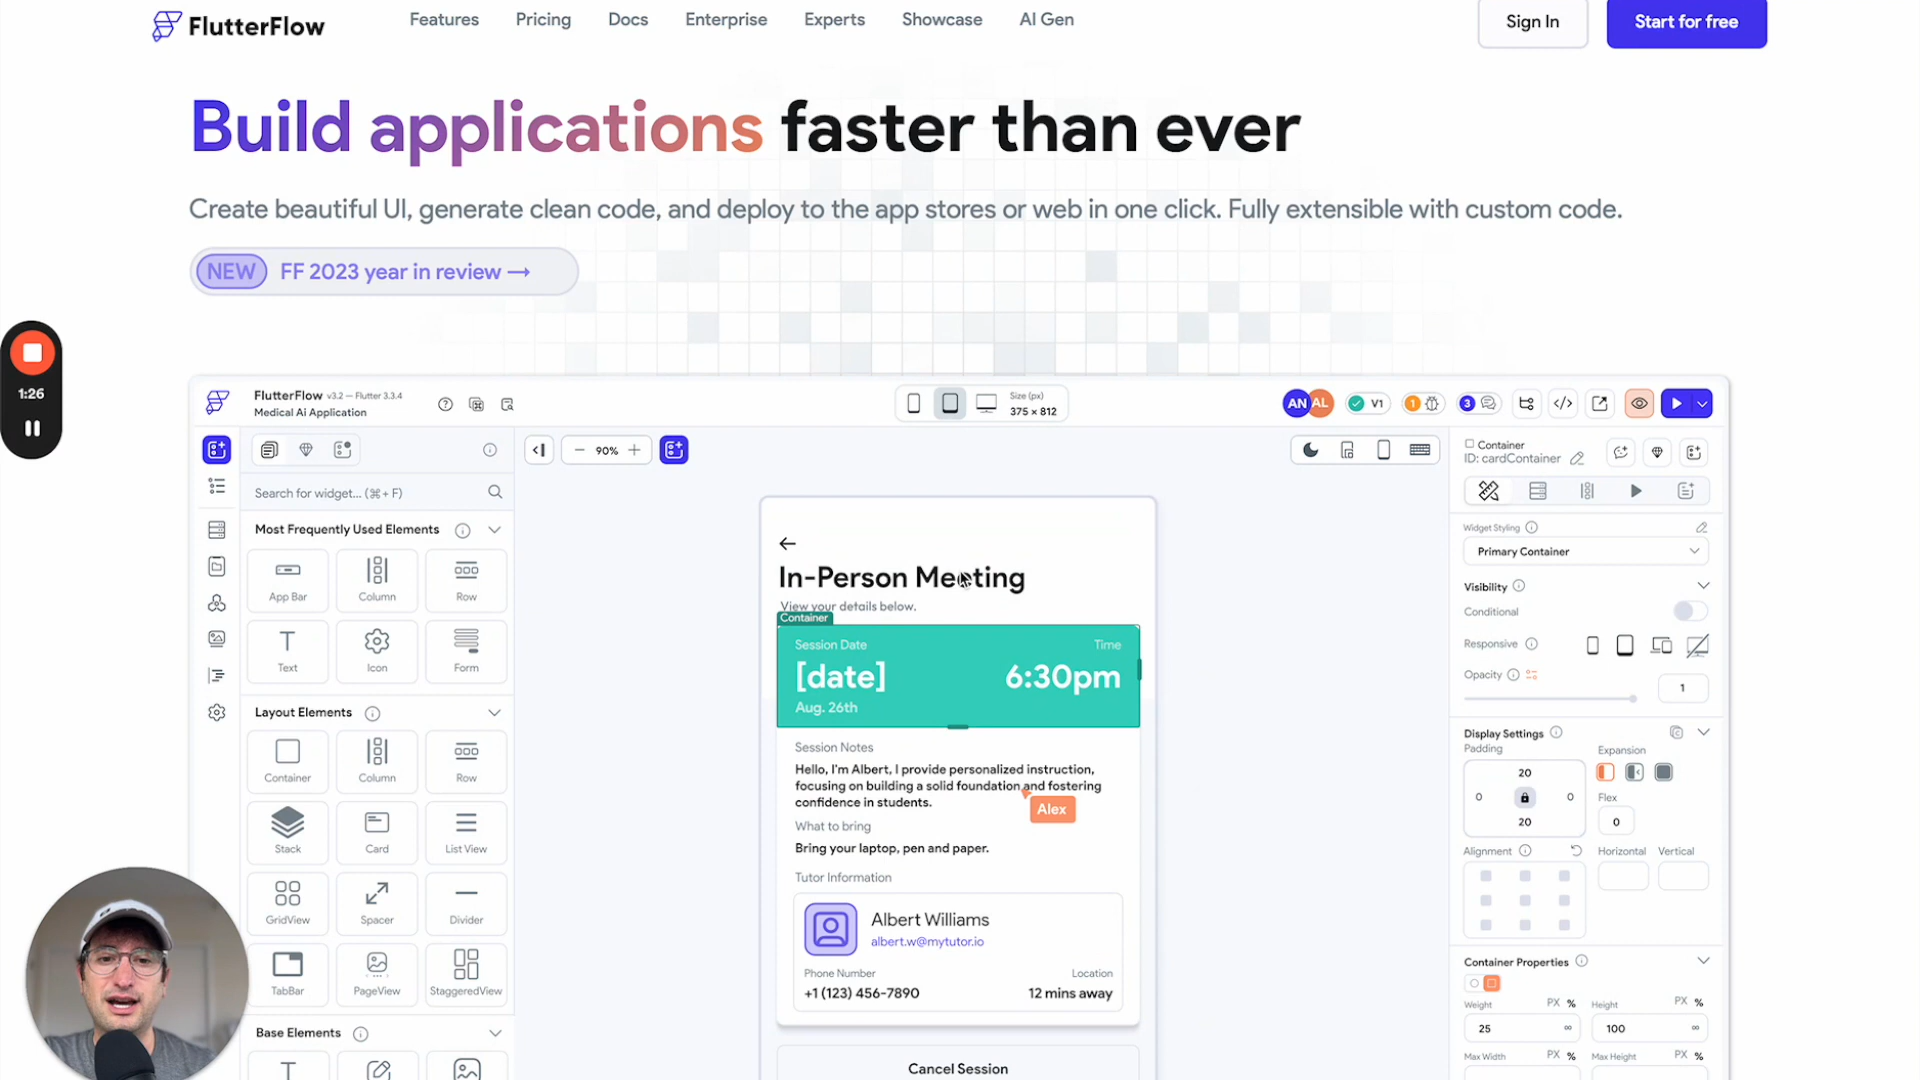 FlutterFlow
Features
Pricing
Docs
Enterprise
Experts
Showcase
AI Gen
Sign In
Start for free
Build applications faster than ever
Create beautiful UI, generate clean code, and deploy to the app stores or web in one click. Fully extensible with custom code.
NEW
FF 2023 year in review →
1:26
FlutterFlow v3.2 — Flutter 3.3.4
Medical Ai Application
Size (px)
375 × 812
AN
AL
V1
1
3
Search for widget... (⌘+ F)
90%
Container
ID: cardContainer
Most Frequently Used Elements
App Bar
Column
Row
Text
Icon
Form
Layout Elements
Container
Column
Row
Stack
Card
List View
GridView
Spacer
Divider
TabBar
PageView
StaggeredView
Base Elements
In-Person Meeting
View your details below.
Container
Session Date
Time
[date]
6:30pm
Aug. 26th
Session Notes
Hello, I'm Albert, I provide personalized instruction,
focusing on building a solid foundation and fostering
confidence in students.
Alex
What to bring
Bring your laptop, pen and paper.
Tutor Information
Albert Williams
albert.w@mytutor.io
Phone Number
Location
+1 (123) 456-7890
12 mins away
Cancel Session
Widget Styling
Primary Container
Visibility
Conditional
Responsive
Opacity
1
Display Settings
Padding
Expansion
20
0
0
20
Flex
0
Alignment
Horizontal
Vertical
Container Properties
Weight
PX %
Height
PX %
25
∞
100
∞
Max Width
PX %
Max Height
PX %